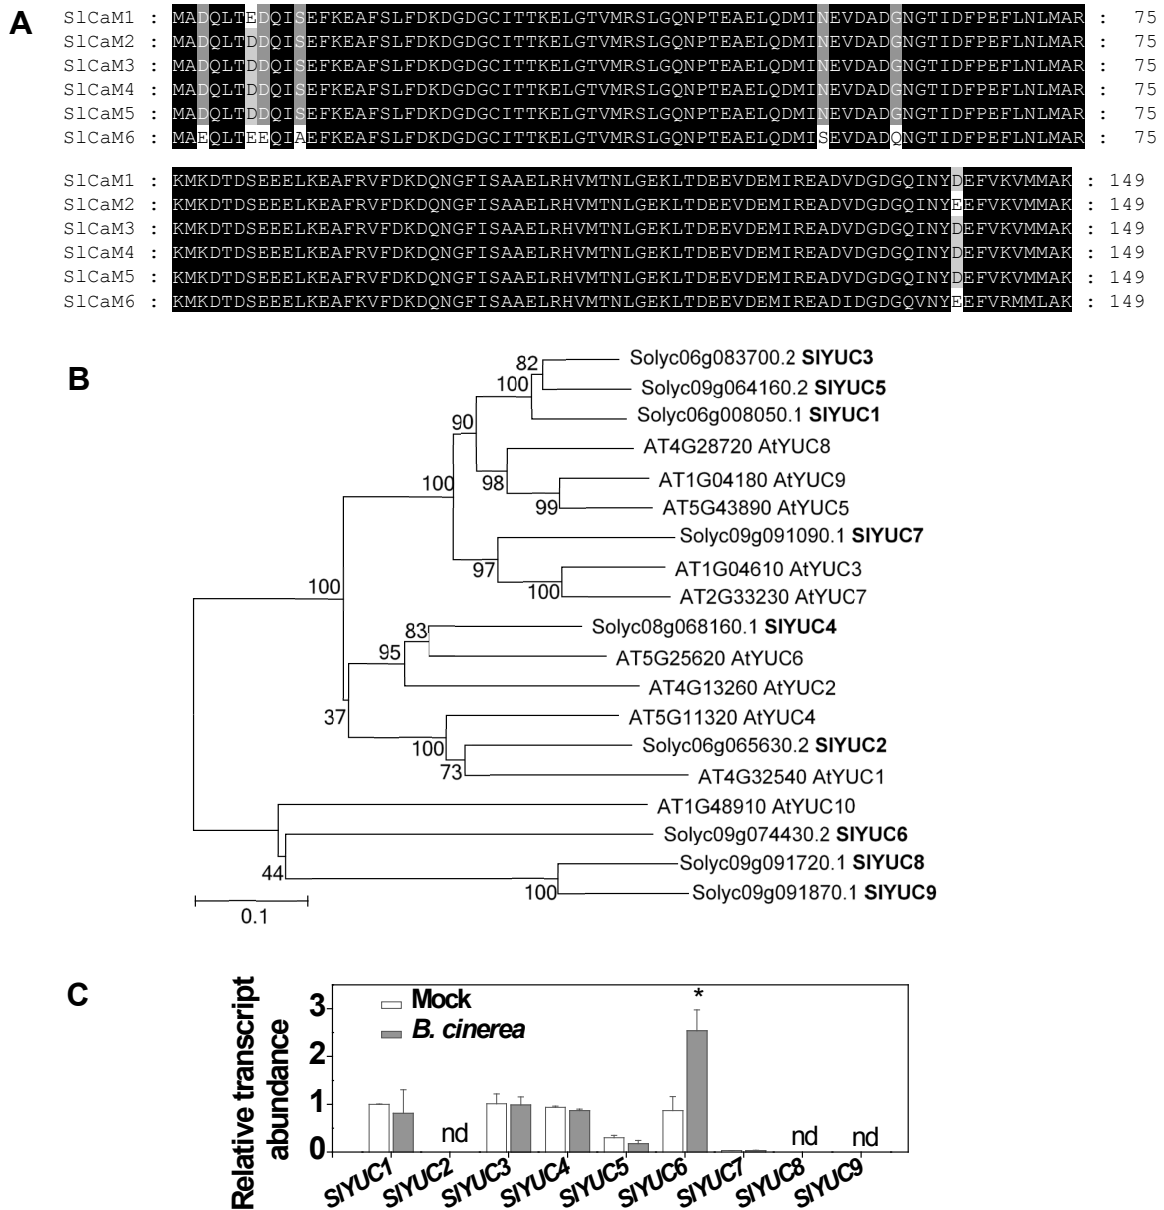 A
SlCaM1 : MADQLTEDQISEFKEAFSLFDKDGDGCITTKELGTVMRSLGQNPTEAELQDMINEVDADGNGTIDFPEFLNLMAR : 75
SlCaM2 : MADQLTDDQISEFKEAFSLFDKDGDGCITTKELGTVMRSLGQNPTEAELQDMINEVDADGNGTIDFPEFLNLMAR : 75
SlCaM3 : MADQLTDDQISEFKEAFSLFDKDGDGCITTKELGTVMRSLGQNPTEAELQDMINEVDADGNGTIDFPEFLNLMAR : 75
SlCaM4 : MADQLTDDQISEFKEAFSLFDKDGDGCITTKELGTVMRSLGQNPTEAELQDMINEVDADGNGTIDFPEFLNLMAR : 75
SlCaM5 : MADQLTDDQISEFKEAFSLFDKDGDGCITTKELGTVMRSLGQNPTEAELQDMINEVDADGNGTIDFPEFLNLMAR : 75
SlCaM6 : MAEQLTEEQIAEFKEAFSLFDKDGDGCITTKELGTVMRSLGQNPTEAELQDMISEVDADQNGTIDFPEFLNLMAR : 75
SlCaM1 : KMKDTDSEEELKEAFRVFDKDQNGFISAAELRHVMTNLGEKLTDEEVDEMIREADVDGDGQINYDEFVKVMMAK : 149
SlCaM2 : KMKDTDSEEELKEAFRVFDKDQNGFISAAELRHVMTNLGEKLTDEEVDEMIREADVDGDGQINYEEFVKVMMAK : 149
SlCaM3 : KMKDTDSEEELKEAFRVFDKDQNGFISAAELRHVMTNLGEKLTDEEVDEMIREADVDGDGQINYDEFVKVMMAK : 149
SlCaM4 : KMKDTDSEEELKEAFRVFDKDQNGFISAAELRHVMTNLGEKLTDEEVDEMIREADVDGDGQINYDEFVKVMMAK : 149
SlCaM5 : KMKDTDSEEELKEAFRVFDKDQNGFISAAELRHVMTNLGEKLTDEEVDEMIREADVDGDGQINYDEFVKVMMAK : 149
SlCaM6 : KMKDTDSEEELKEAFKVFDKDQNGFISAAELRHVMTNLGEKLTDEEVDEMIREADIDGDGQVNYEEFVRMMLAK : 149
B
82 Solyc06g083700.2 SlYUC3
100 Solyc09g064160.2 SlYUC5
Solyc06g008050.1 SlYUC1
90
AT4G28720 AtYUC8
100 98 AT1G04180 AtYUC9
99 AT5G43890 AtYUC5
Solyc09g091090.1 SlYUC7
97 AT1G04610 AtYUC3
100 100 AT2G33230 AtYUC7
83 Solyc08g068160.1 SlYUC4
95 AT5G25620 AtYUC6
AT4G13260 AtYUC2
37 AT5G11320 AtYUC4
100 Solyc06g065630.2 SlYUC2
73 AT4G32540 AtYUC1
AT1G48910 AtYUC10
Solyc09g074430.2 SlYUC6
44 Solyc09g091720.1 SlYUC8
100 Solyc09g091870.1 SlYUC9
0.1
C
Relative transcript
abundance
3
2
1
0
Mock
B. cinerea
*
nd
nd
nd
SlYUC1
SlYUC2
SlYUC3
SlYUC4
SlYUC5
SlYUC6
SlYUC7
SlYUC8
SlYUC9